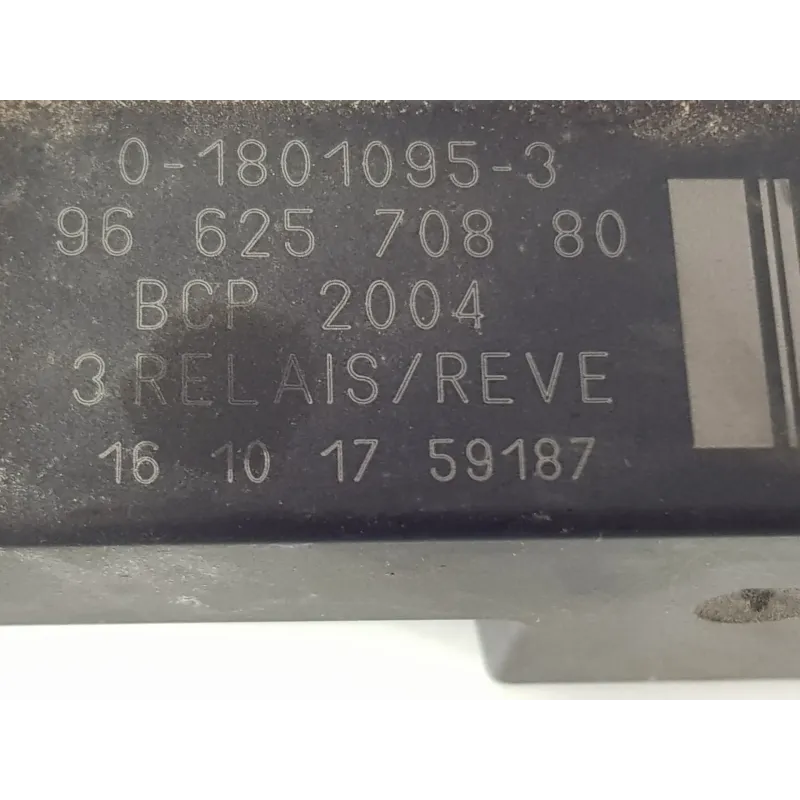 0-1801095-3
96 625 708 80
BCP 2004
3 RELAIS/REVE
16 10 17 59187